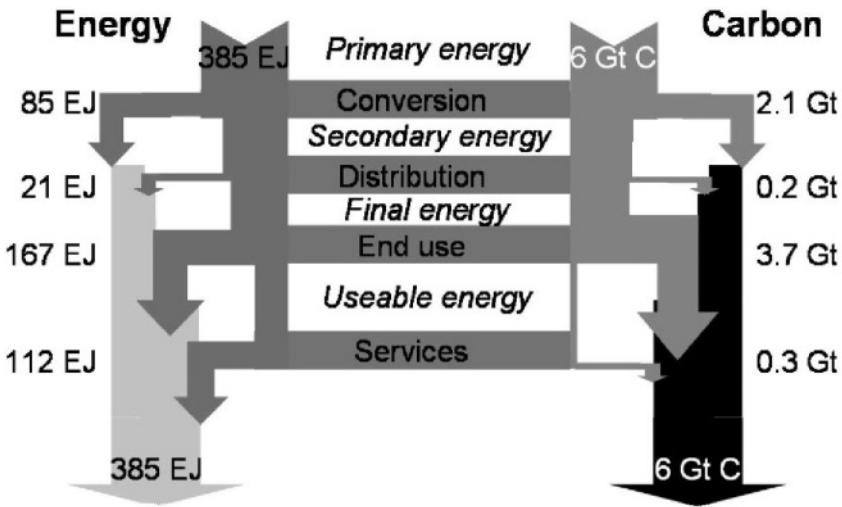 Energy
Carbon
385 EJ
Primary energy
6 Gt C
85 EJ
Conversion
2.1 Gt
Secondary energy
21 EJ
Distribution
0.2 Gt
Final energy
167 EJ
End use
3.7 Gt
Useable energy
112 EJ
Services
0.3 Gt
385 EJ
6 Gt C